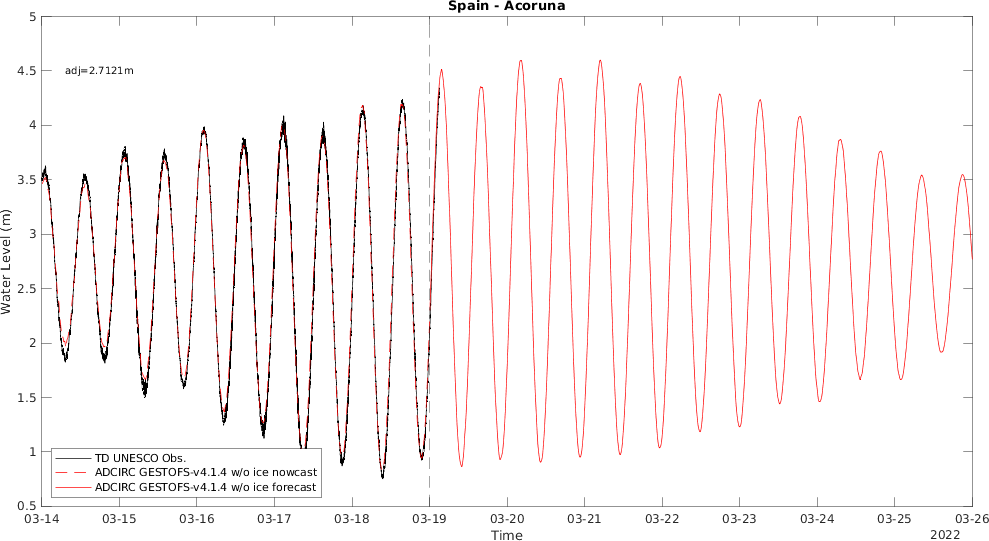 Spain - Acoruna
5
4.5
4
3.5
3
2.5
2
1.5
1
0.5
Water Level (m)
adj=2.7121m
TD UNESCO Obs.
ADCIRC GESTOFS-v4.1.4 w/o ice nowcast
ADCIRC GESTOFS-v4.1.4 w/o ice forecast
03-14 03-15 03-16 03-17 03-18 03-19 03-20 03-21 03-22 03-23 03-24 03-25 03-26
Time
2022